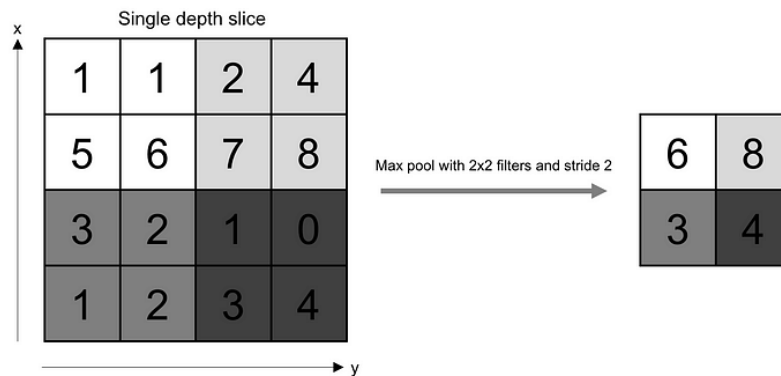 Single depth slice
x
1 1 2 4
5 6 7 8
3 2 1 0
1 2 3 4
y
Max pool with 2x2 filters and stride 2
6 8
3 4